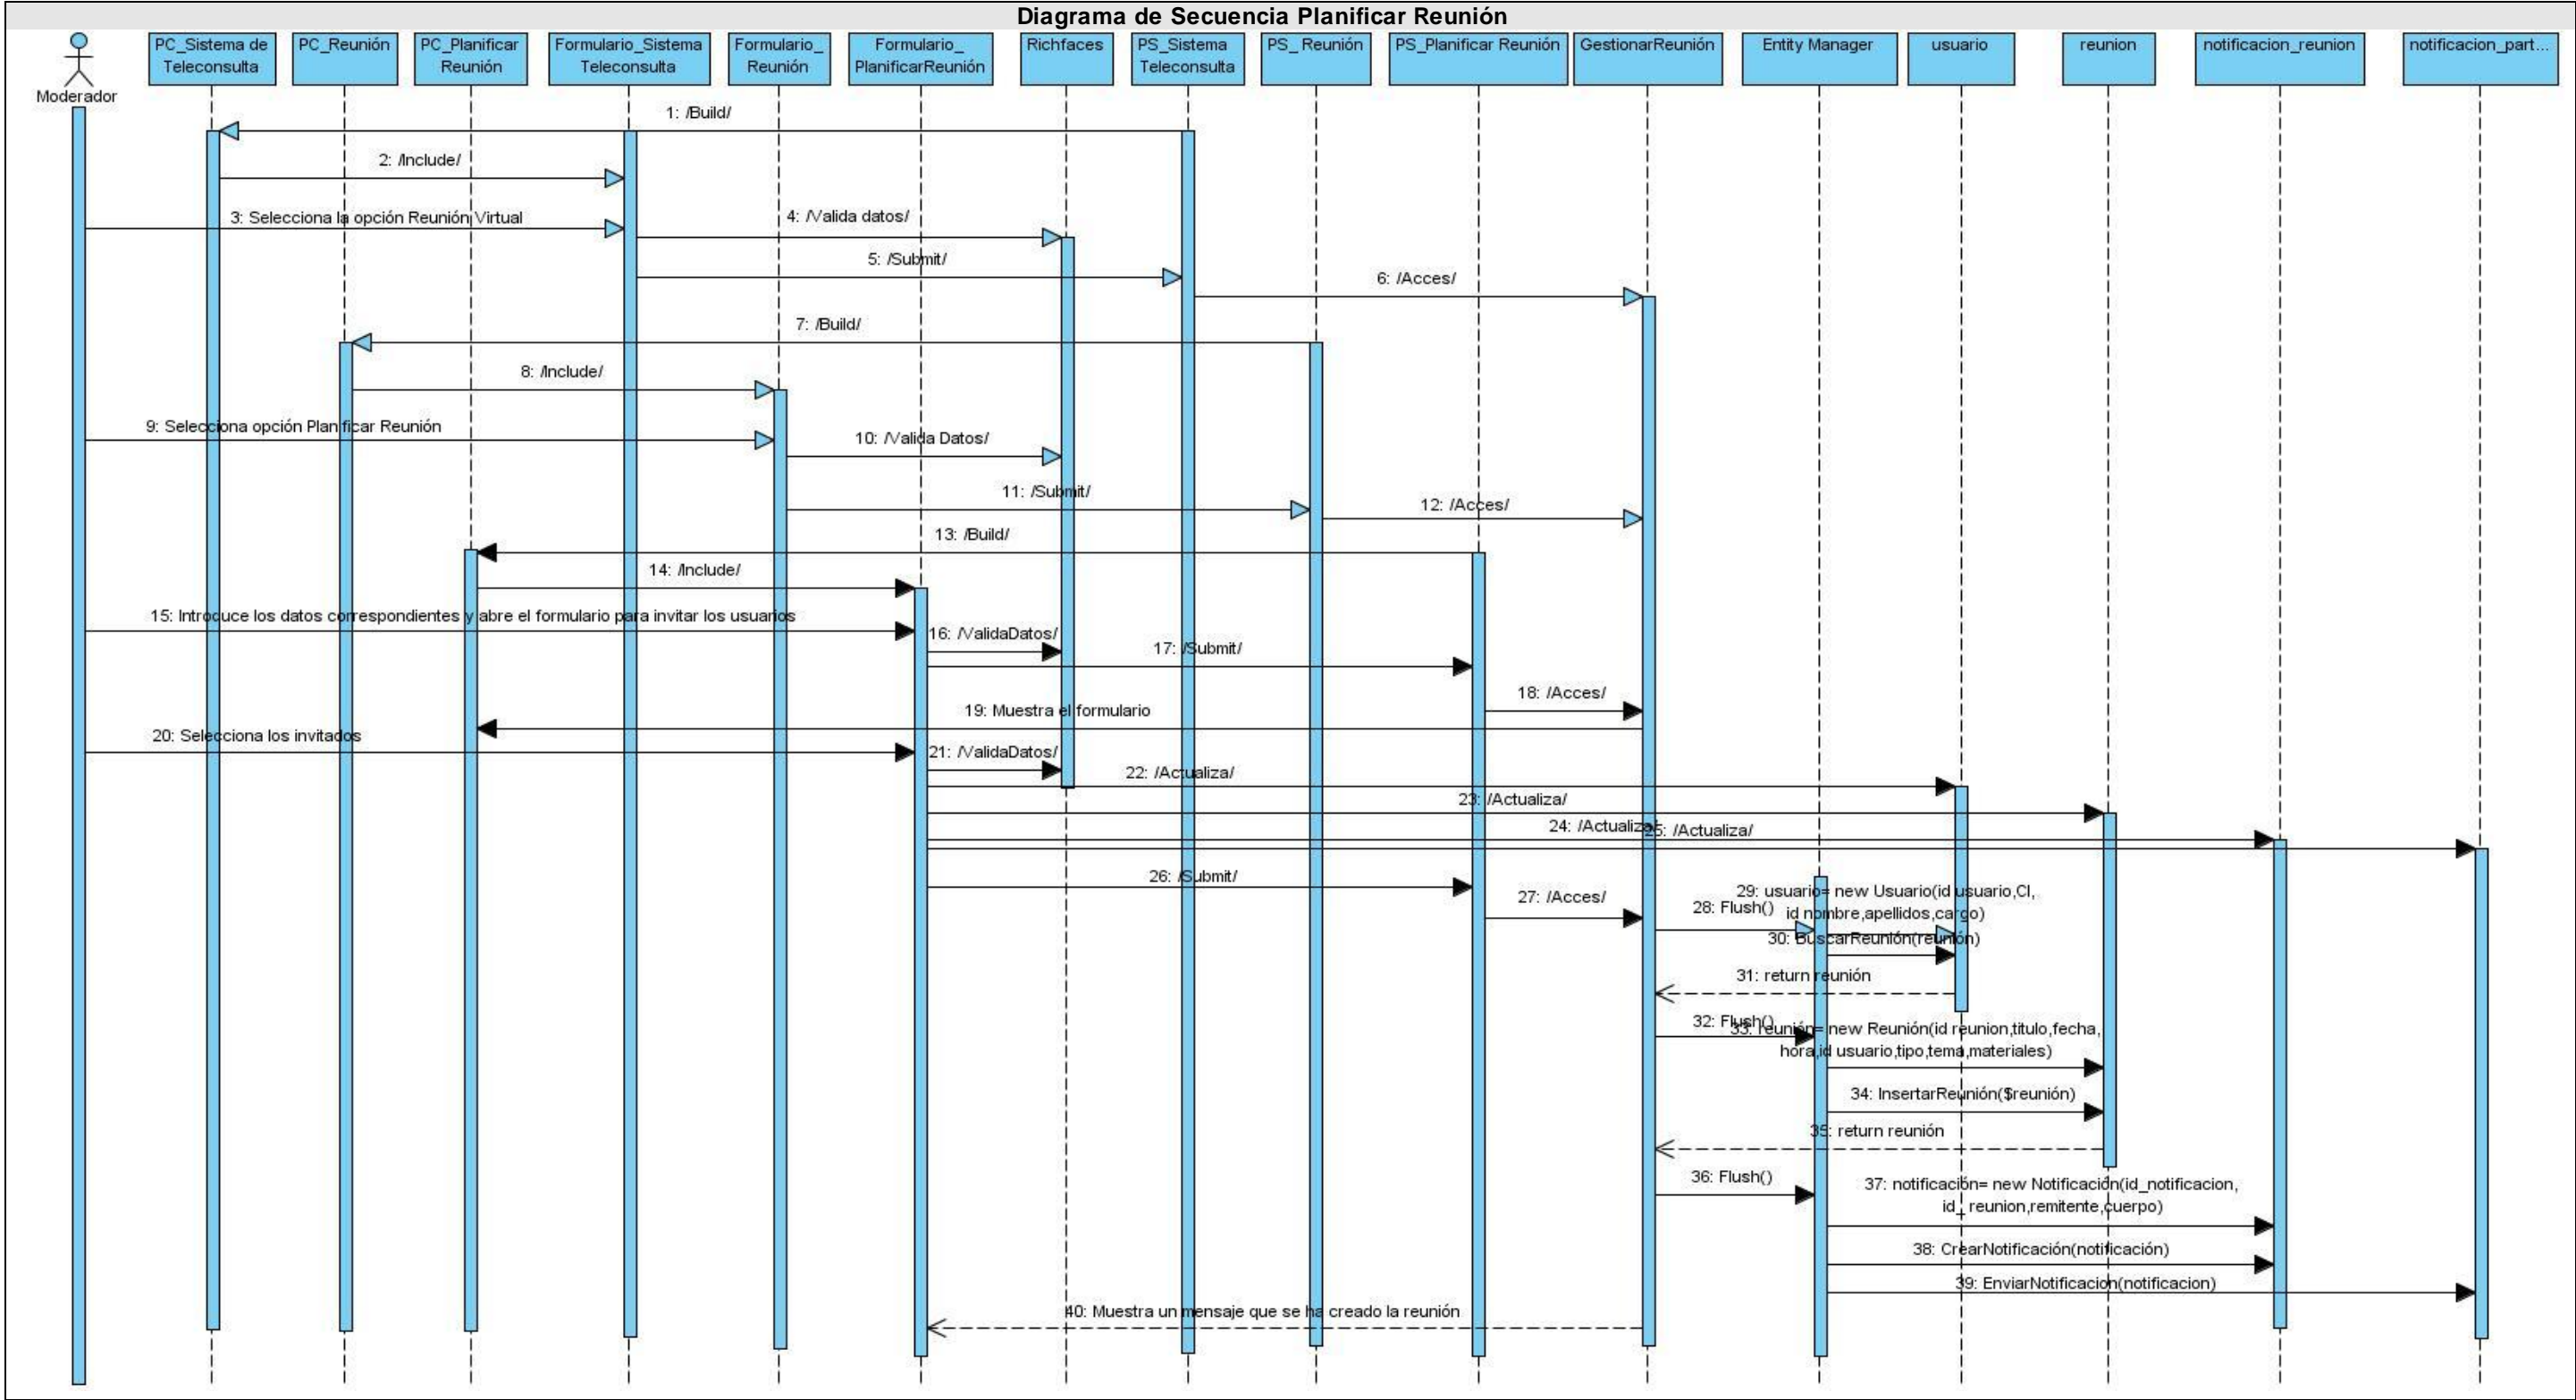 Diagrama de Secuencia Planificar Reunión
Moderador
PC_Sistema de
Teleconsulta
PC_Reunión
PC_Planificar
Reunión
Formulario_Sistema
Teleconsulta
Formulario_
Reunión
Formulario_
PlanificarReunión
Richfaces
PS_Sistema
Teleconsulta
PS_ Reunión
PS_Planificar Reunión
GestionarReunión
Entity Manager
usuario
reunion
notificacion_reunion
notificacion_part...
1: /Build/
2: /Include/
3: Selecciona la opción Reunión Virtual
4: /Valida datos/
5: /Submit/
6: /Acces/
7: /Build/
8: /Include/
9: Selecciona opción Planificar Reunión
10: /Valida Datos/
11: /Submit/
12: /Acces/
13: /Build/
14: /Include/
15: Introduce los datos correspondientes y abre el formulario para invitar los usuarios
16: /ValidaDatos/
17: /Submit/
18: /Acces/
19: Muestra el formulario
20: Selecciona los invitados
21: /ValidaDatos/
22: /Actualiza/
23: /Actualiza/
24: /Actualiza/
25: /Actualiza/
26: /Submit/
27: /Acces/
28: Flush()
29: usuario= new Usuario(id usuario,CI,
id nombre,apellidos,cargo)
30: BuscarReunión(reunión)
31: return reunión
32: Flush()
33: reunión= new Reunión(id reunion,titulo,fecha,
hora,id usuario,tipo,tema,materiales)
34: InsertarReunión($reunión)
35: return reunión
36: Flush()
37: notificación= new Notificación(id_notificacion,
id_ reunion,remitente,cuerpo)
38: CrearNotificación(notificación)
39: EnviarNotificacion(notificacion)
40: Muestra un mensaje que se ha creado la reunión